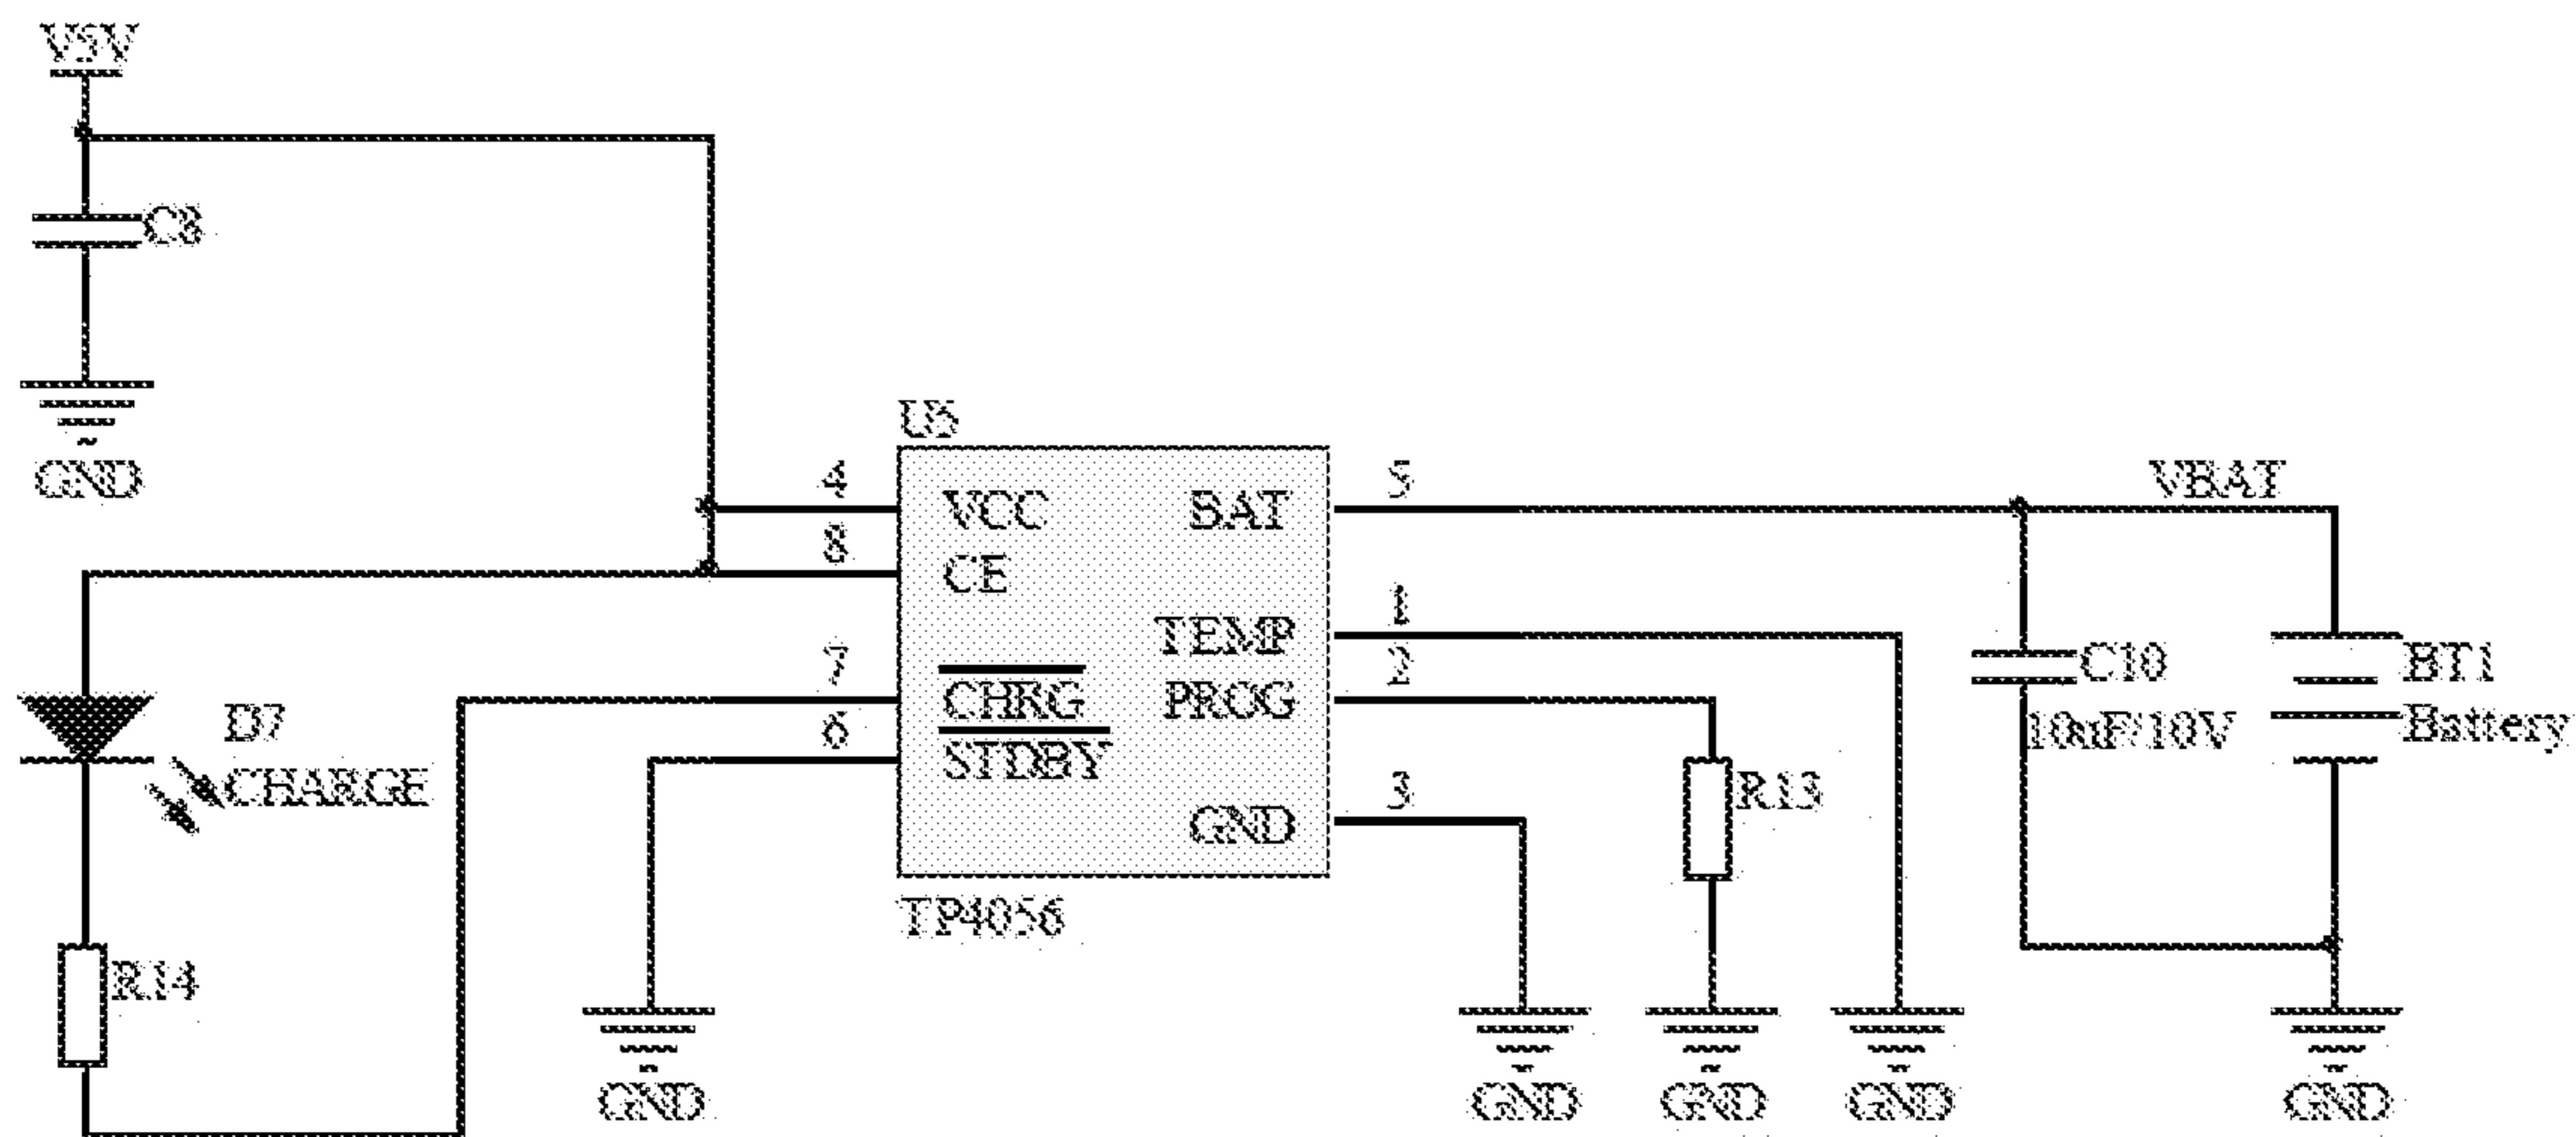 V5V
C8
GND
U5
4
VCC
BAT
5
VBAT
8
CE
1
TEMP
7
2
CHRG
PROG
C10
BT1
D7
6
STDBY
10uF/10V
Battery
CHARGE
3
R13
GND
TP4056
R14
GND
GND
GND
GND
GND